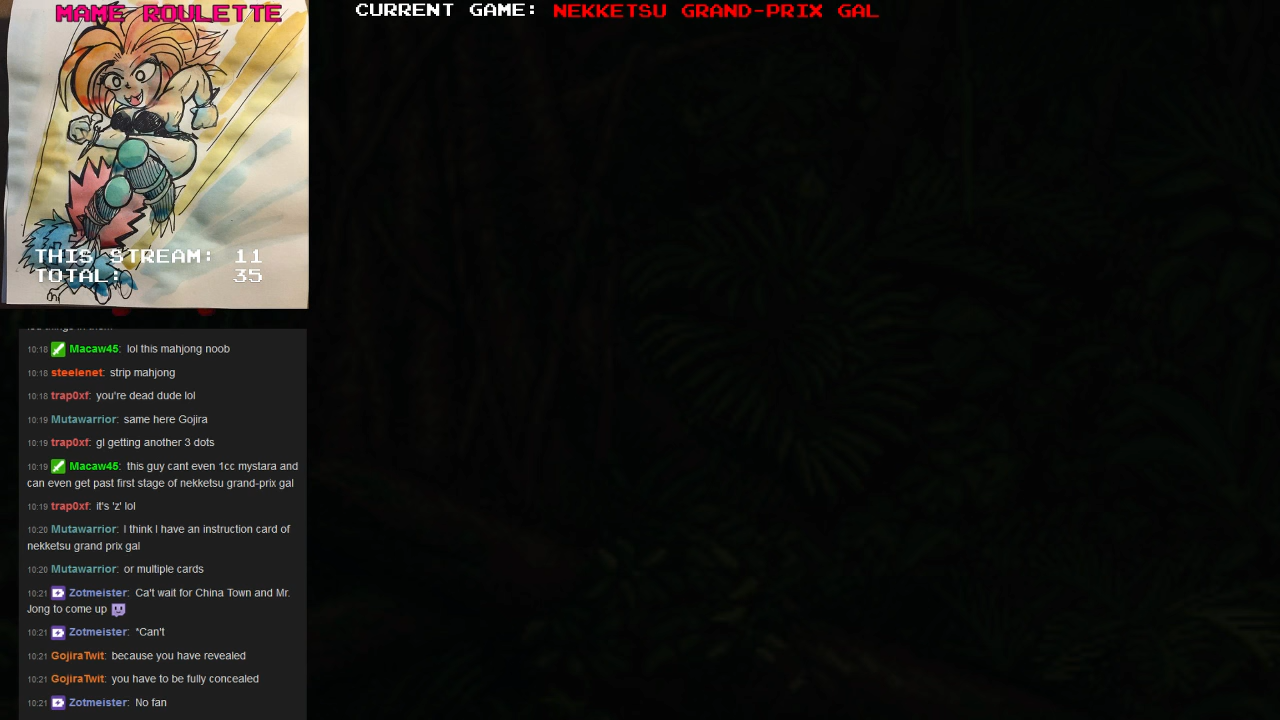 MAME ROULETTE
CURRENT GAME: NEKKETSU GRAND-PRIX GAL
THIS STREAM: 11
TOTAL: 35
10:18 Macaw45: lol this mahjong noob
10:18 steelenet: strip mahjong
10:18 trap0xf: you're dead dude lol
10:19 Mutawarrior: same here Gojira
10:19 trap0xf: gl getting another 3 dots
10:19 Macaw45: this guy cant even 1cc mystara and
can even get past first stage of nekketsu grand-prix gal
10:19 trap0xf: it's 'z' lol
10:20 Mutawarrior: I think I have an instruction card of
nekketsu grand prix gal
10:20 Mutawarrior: or multiple cards
10:21 Zotmeister: Ca't wait for China Town and Mr.
Jong to come up
10:21 Zotmeister: *Can't
10:21 GojiraTwit: because you have revealed
10:21 GojiraTwit: you have to be fully concealed
10:21 Zotmeister: No fan